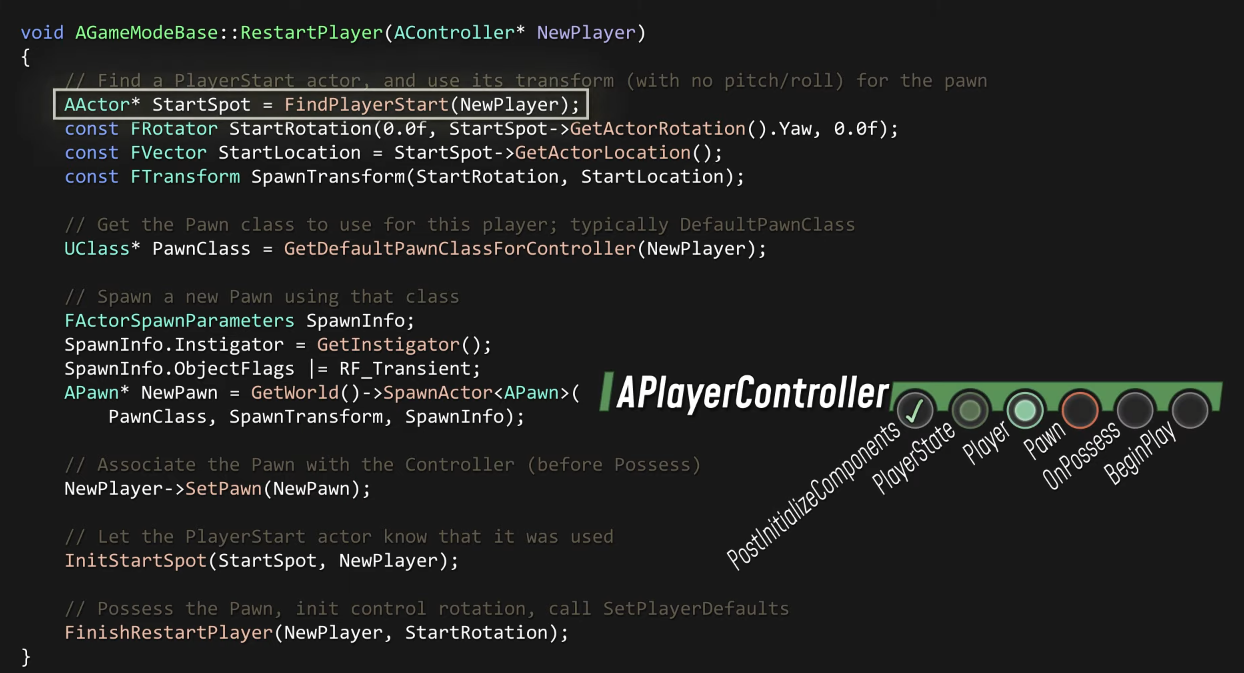 void AGameModeBase::RestartPlayer(AController* NewPlayer)
{
    // Find a PlayerStart actor, and use its transform (with no pitch/roll) for the pawn
    AActor* StartSpot = FindPlayerStart(NewPlayer);
    const FRotator StartRotation(0.0f, StartSpot->GetActorRotation().Yaw, 0.0f);
    const FVector StartLocation = StartSpot->GetActorLocation();
    const FTransform SpawnTransform(StartRotation, StartLocation);

    // Get the Pawn class to use for this player; typically DefaultPawnClass
    UClass* PawnClass = GetDefaultPawnClassForController(NewPlayer);

    // Spawn a new Pawn using that class
    FActorSpawnParameters SpawnInfo;
    SpawnInfo.Instigator = GetInstigator();
    SpawnInfo.ObjectFlags |= RF_Transient;
    APawn* NewPawn = GetWorld()->SpawnActor<APawn>(
        PawnClass, SpawnTransform, SpawnInfo);

    // Associate the Pawn with the Controller (before Possess)
    NewPlayer->SetPawn(NewPawn);

    // Let the PlayerStart actor know that it was used
    InitStartSpot(StartSpot, NewPlayer);

    // Possess the Pawn, init control rotation, call SetPlayerDefaults
    FinishRestartPlayer(NewPlayer, StartRotation);
}
APlayerController
PostInitializeComponents
PlayerState
Player
Pawn
OnPossess
BeginPlay